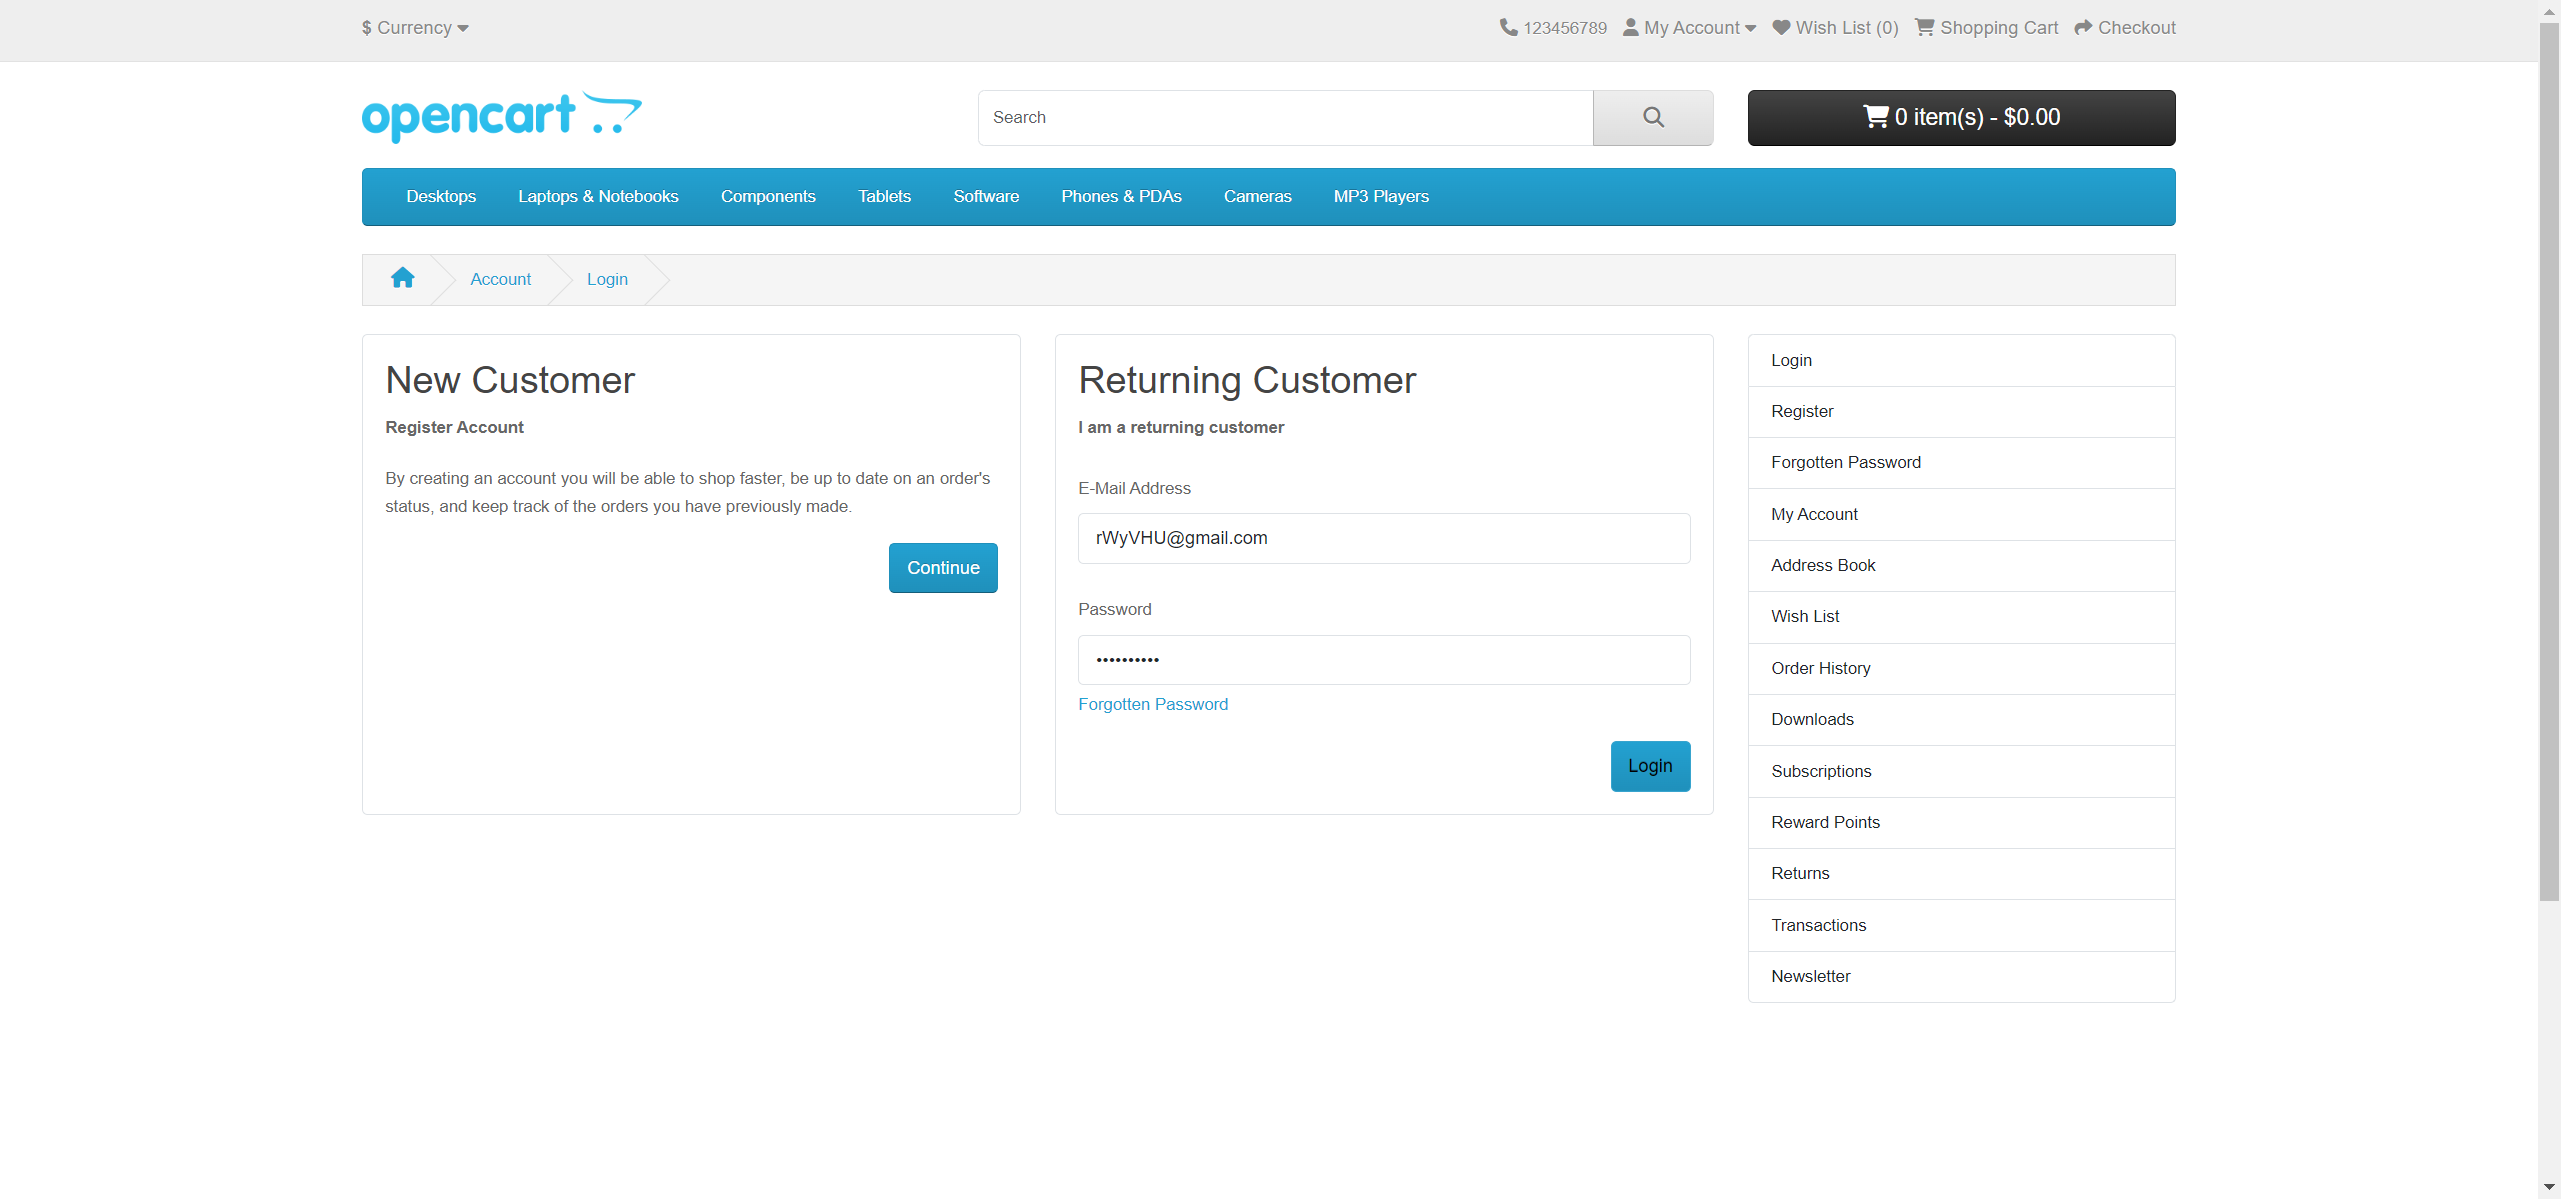 $ Currency
123456789 My Account Wish List (0) Shopping Cart Checkout
opencart
Search
0 item(s) - $0.00
Desktops Laptops & Notebooks Components Tablets Software Phones & PDAs Cameras MP3 Players
Account Login
New Customer
Register Account
By creating an account you will be able to shop faster, be up to date on an order's
status, and keep track of the orders you have previously made.
Continue
Returning Customer
I am a returning customer
E-Mail Address
rWyVHU@gmail.com
Password
••••••••••
Forgotten Password
Login
Login
Register
Forgotten Password
My Account
Address Book
Wish List
Order History
Downloads
Subscriptions
Reward Points
Returns
Transactions
Newsletter